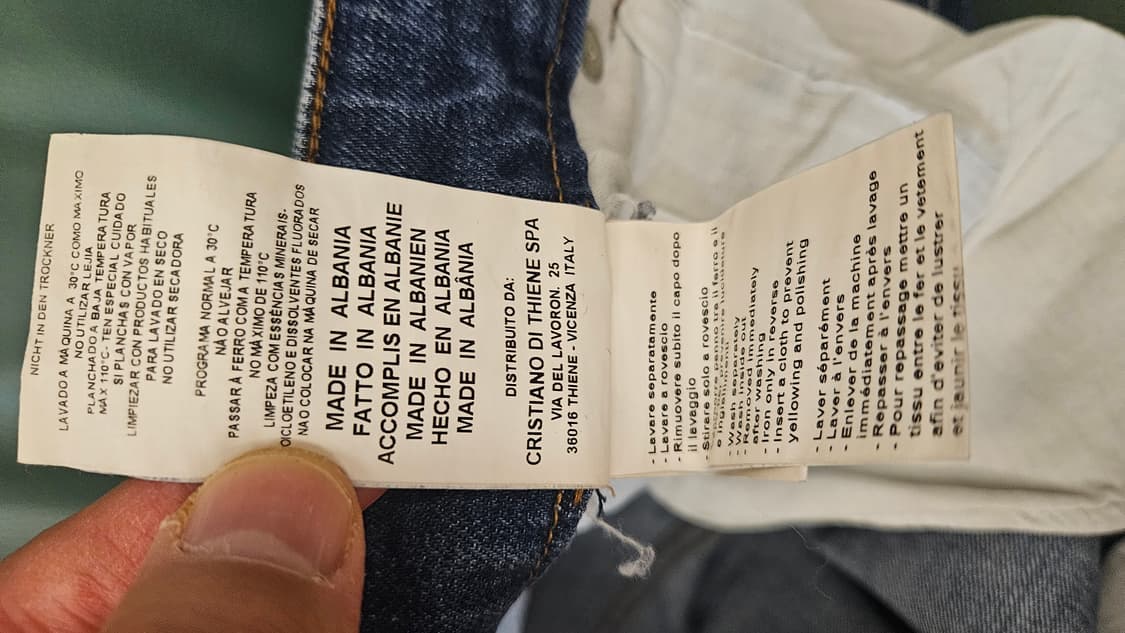 NICHT IN DEN TROCKNER
LAVADO A MÁQUINA A 30°C COMO MAXIMO
NO UTILIZAR LEJIA
PLANCHADO A BAJA TEMPERATURA
MÁX 110°C- TEN ESPECIAL CUIDADO
SI PLANCHAS CON VAPOR
LIMPIEZAR CON PRODUCTOS HABITUALES
PARA LAVADO EN SECO
NO UTILIZAR SECADORA
PROGRAMA NORMAL A 30°C
NÃO ALVEJAR
PASSAR À FERRO COM A TEMPERATURA
NO MÁXIMO DE 110°C
LIMPEZA COM ESSÊNCIAS MINERAIS.
CICLOETILENO E DISSOLVENTES FLUORADOS
NÃO COLOCAR NA MÁQUINA DE SECAR
MADE IN ALBANIA
FATTO IN ALBANIA
ACCOMPLIS EN ALBANIE
MADE IN ALBANIEN
HECHO EN ALBANIA
MADE IN ALBÂNIA
DISTRIBUITO DA:
CRISTIANO DI THIENE SPA
VIA DEL LAVORON. 25
36016 THIENE - VICENZA ITALY
- Lavare separatamente
- Lavare a rovescio
- Rimuovere subito il capo dopo
il lavaggio
- Stirare solo a rovescio
- Wash separately
- Wash inside out
- Removed immediately
after washing
- Iron only in reverse
- Insert a cloth to prevent
yellowing and polishing
- Laver séparément
- Laver à l'envers
- Enlever de la machine
immédiatement après lavage
- Repasser à l'envers
- Pour repassage mettre un
tissu entre le fer et le vetement
afin d'eviter de lustrer
et jaunir le tissu